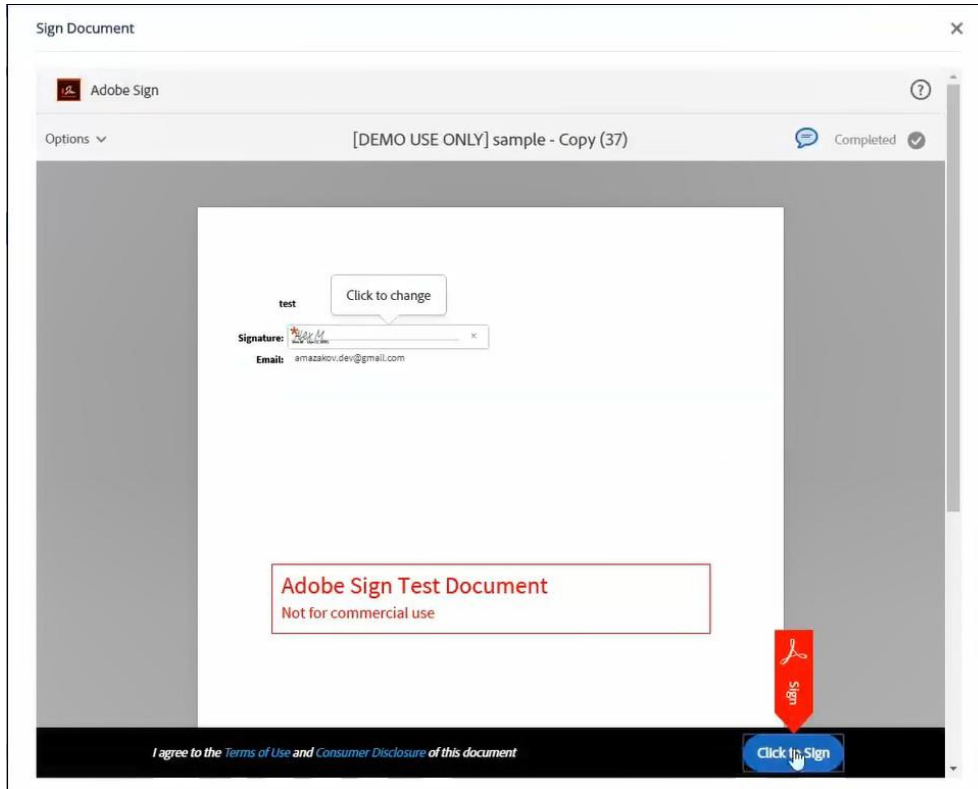 Sign Document
Adobe Sign
Options
[DEMO USE ONLY] sample - Copy (37)
Completed
Click to change
test
Signature: Alex M
Email: amazakov.dev@gmail.com
Adobe Sign Test Document
Not for commercial use
Sign
I agree to the Terms of Use and Consumer Disclosure of this document
Click to Sign